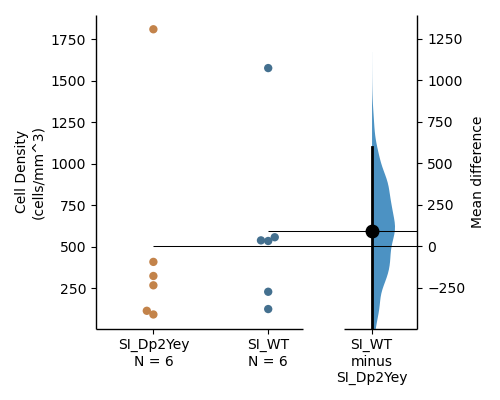 1750
1500
1250
1000
750
500
250
Cell Density
(cells/mm^3)
SI_Dp2Yey
N = 6
SI_WT
N = 6
1250
1000
750
500
250
0
−250
Mean difference
SI_WT
minus
SI_Dp2Yey